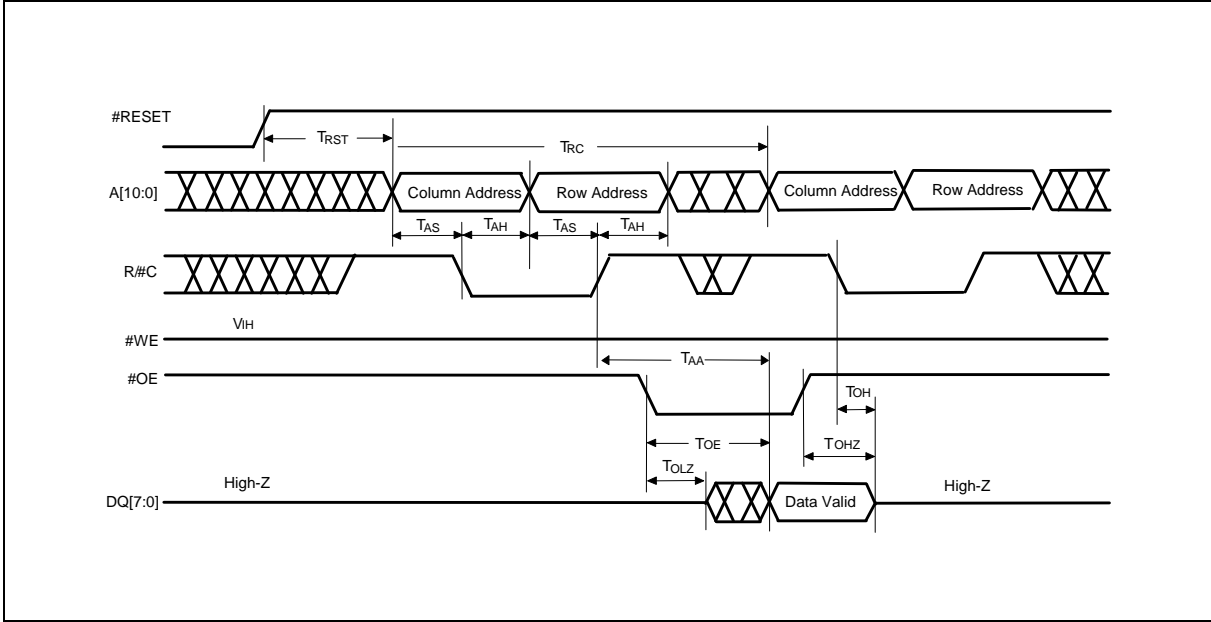 #RESET
TRST
TRC
A[10:0]
Column Address
Row Address
Column Address
Row Address
TAS
TAH
TAS
TAH
R/#C
VIH
#WE
TAA
#OE
TOH
TOE
TOHZ
TOLZ
High-Z
High-Z
DQ[7:0]
Data Valid